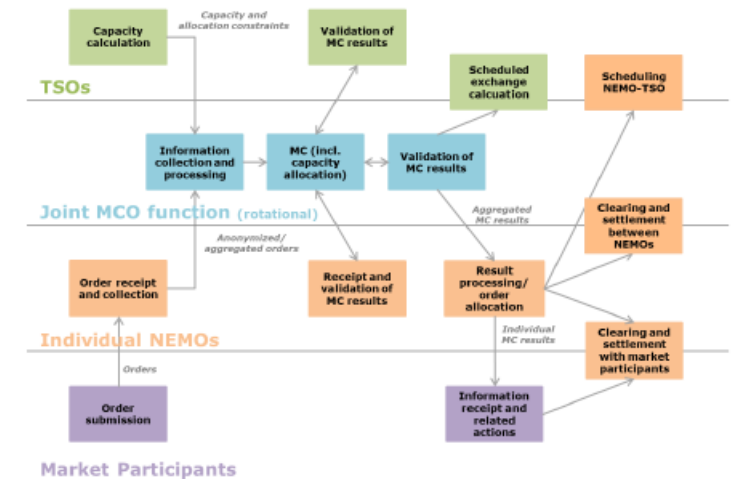 Capacity
calculation
Capacity and
allocation constraints
Validation of
MC results
Scheduled
exchange
calcuation
Scheduling
NEMO-TSO
TSOs
Information
collection and
processing
MC (incl.
capacity
allocation)
Validation of
MC results
Joint MCO function (rotational)
Aggregated
MC results
Clearing and
settlement
between
NEMOs
Anonymized/
aggregated orders
Order receipt
and collection
Receipt and
validation of
MC results
Result
processing/
order
allocation
Individual NEMOs
Individual
MC results
Clearing and
settlement
with market
participants
Orders
Order
submission
Information
receipt and
related
actions
Market Participants